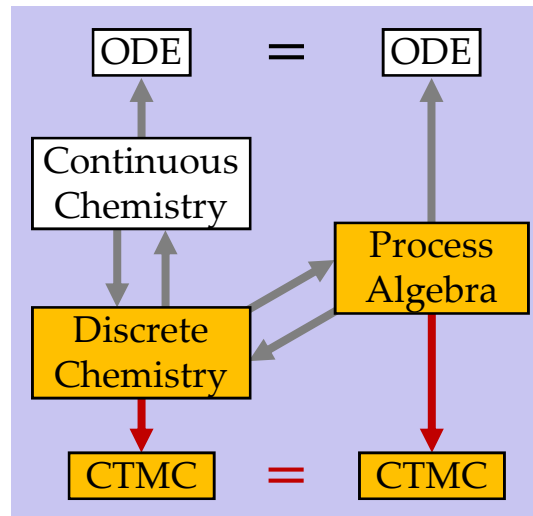 ODE = ODE
Continuous
Chemistry
Process
Algebra
Discrete
Chemistry
CTMC = CTMC